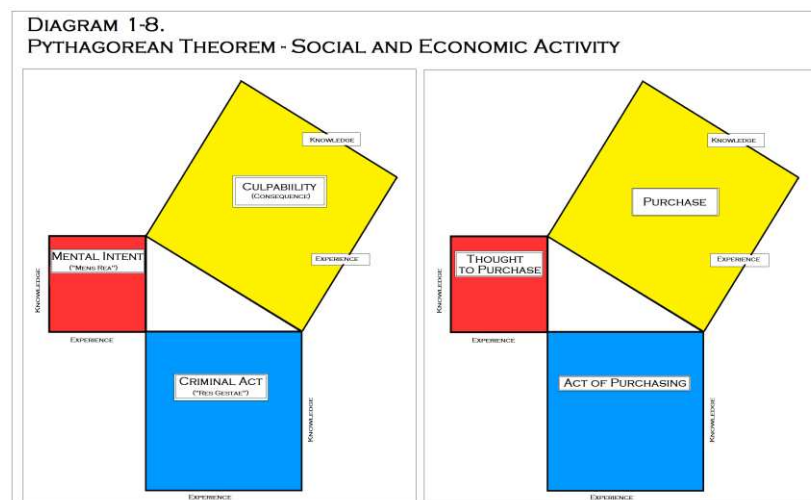 DIAGRAM 1-8.
PYTHAGOREAN THEOREM - SOCIAL AND ECONOMIC ACTIVITY
KNOWLEDGE
CULPABIILITY
(CONSEQUENCE)
EXPERIENCE
MENTAL INTENT
("MENS REA")
KNOWLEDGE
EXPERIENCE
CRIMINAL ACT
("RES GESTAE")
KNOWLEDGE
EXPERIENCE
KNOWLEDGE
PURCHASE
EXPERIENCE
THOUGHT
TO PURCHASE
KNOWLEDGE
EXPERIENCE
ACT OF PURCHASING
KNOWLEDGE
EXPERIENCE